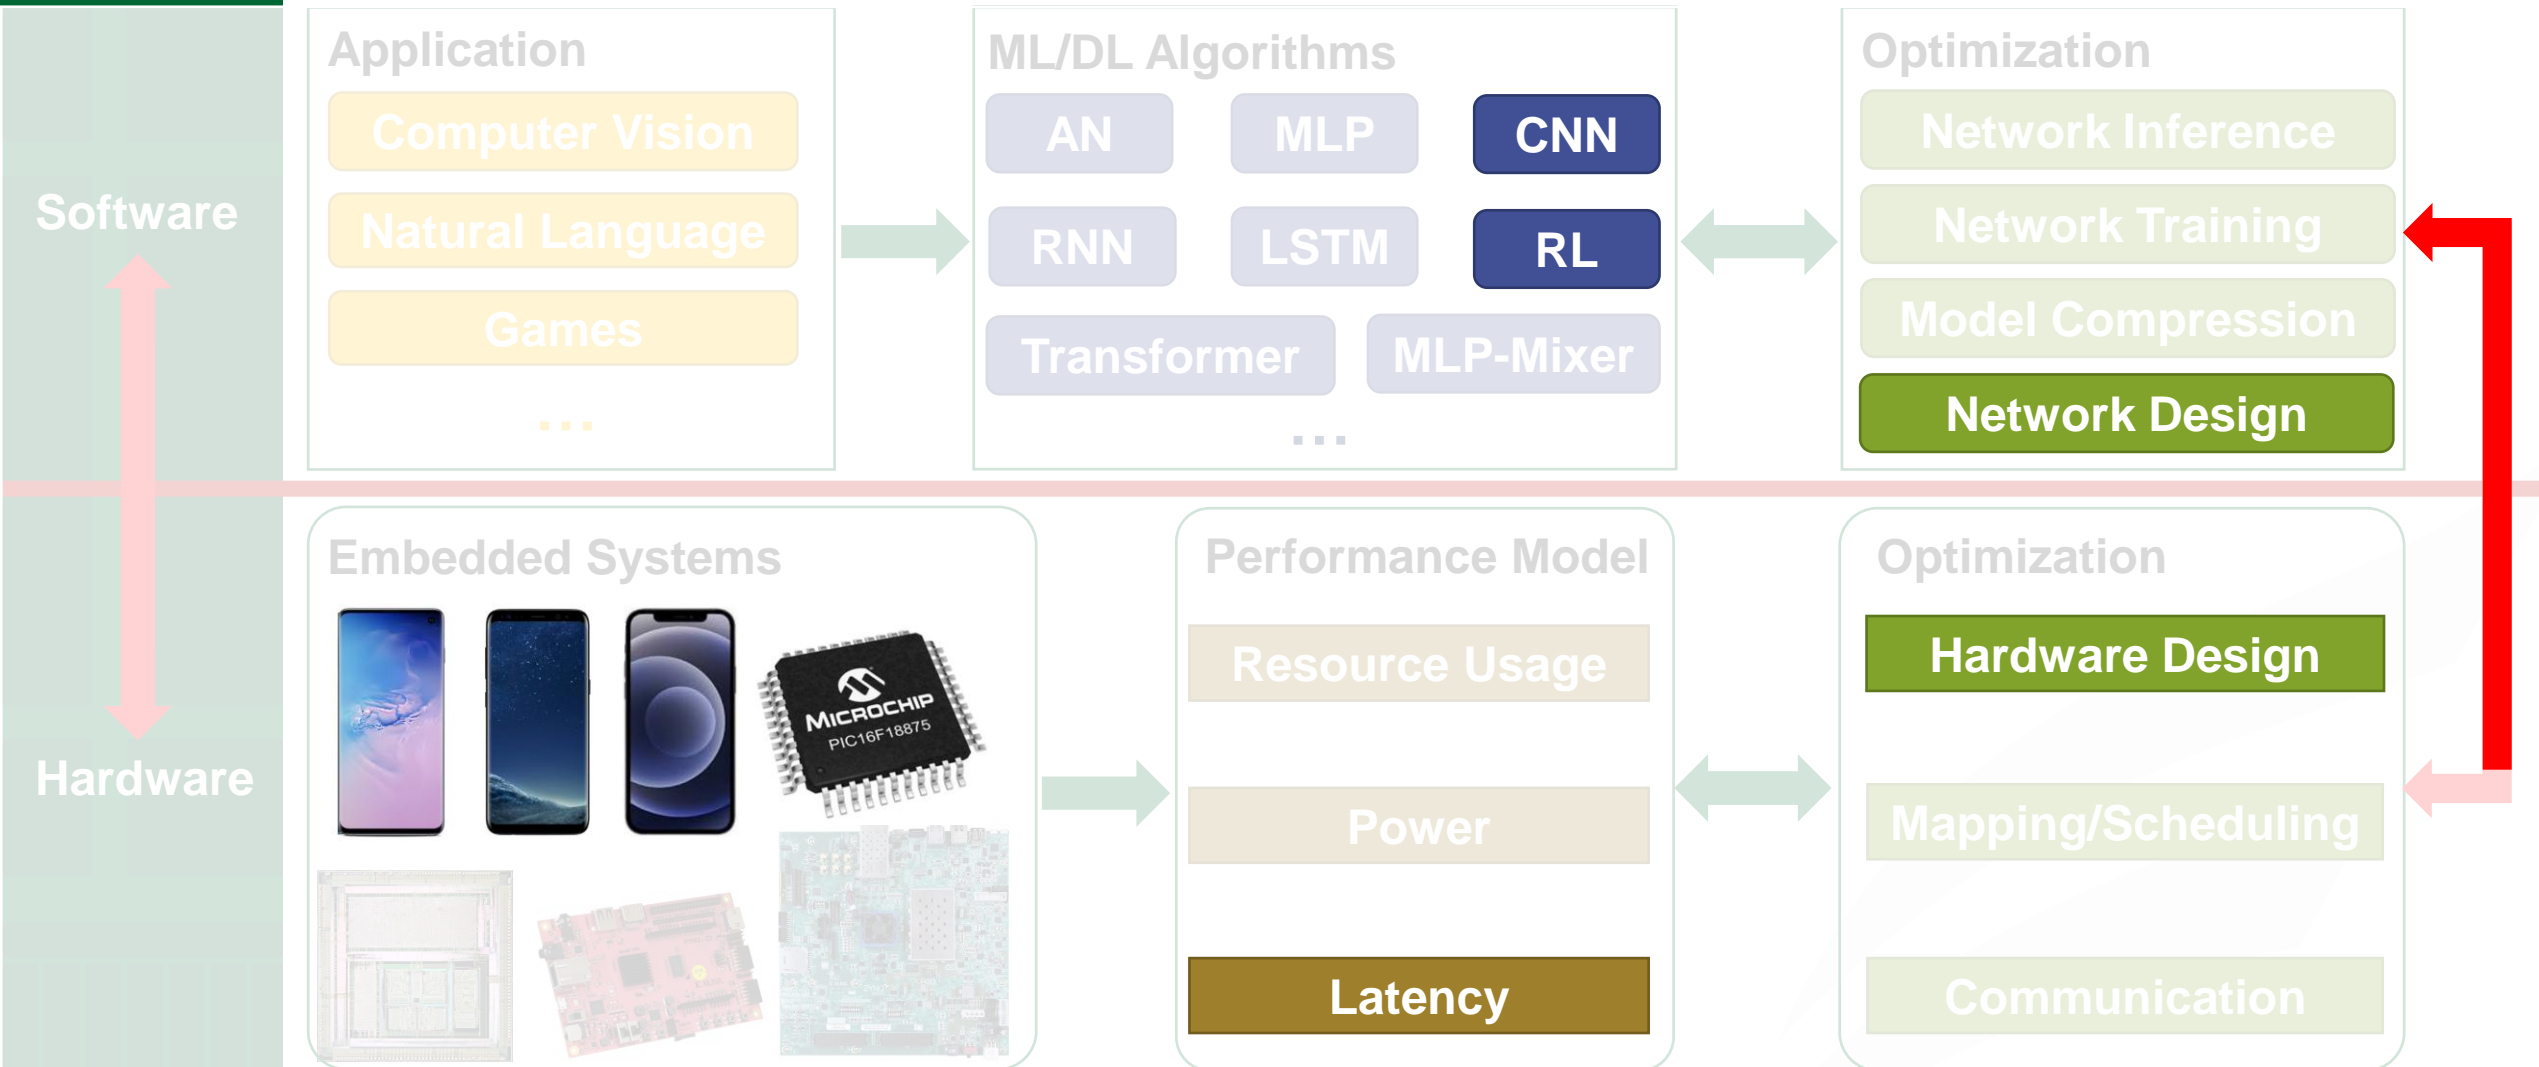 Software
Hardware
Application
Computer Vision
Natural Language
Games
...
ML/DL Algorithms
AN
MLP
CNN
RNN
LSTM
RL
Transformer
MLP-Mixer
...
Optimization
Network Inference
Network Training
Model Compression
Network Design
Embedded Systems
MICROCHIP
PIC16F18875
Performance Model
Resource Usage
Power
Latency
Optimization
Hardware Design
Mapping/Scheduling
Communication